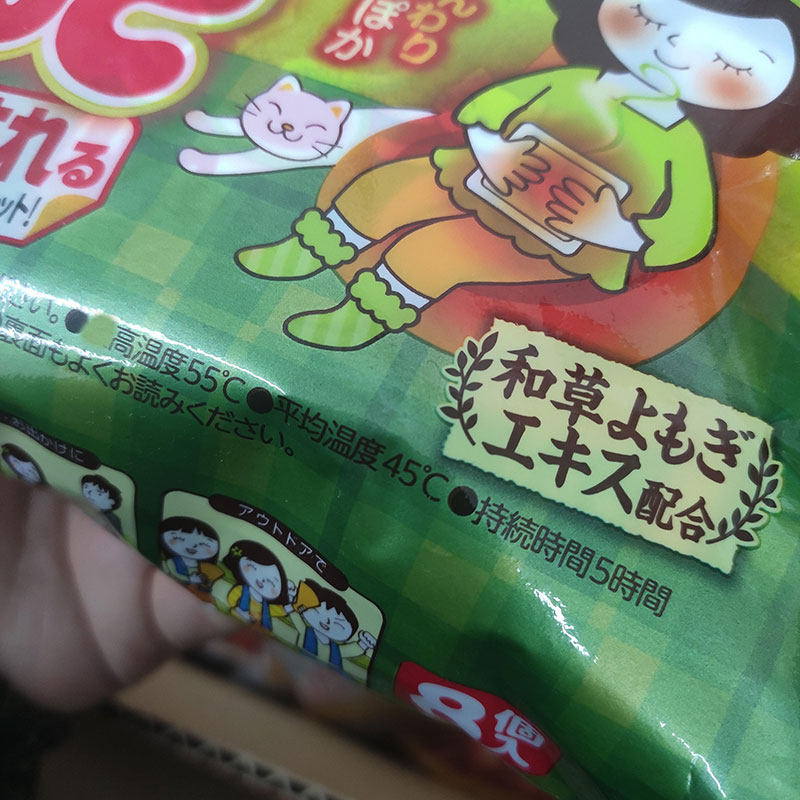 んわり
ぽか
れる
ット!
さい。●高温度55℃●平均温度45℃●持続時間5時間
裏面もよくお読みください。
和草よもぎ
エキス配合
お出かけに
アウトドアで
8個入